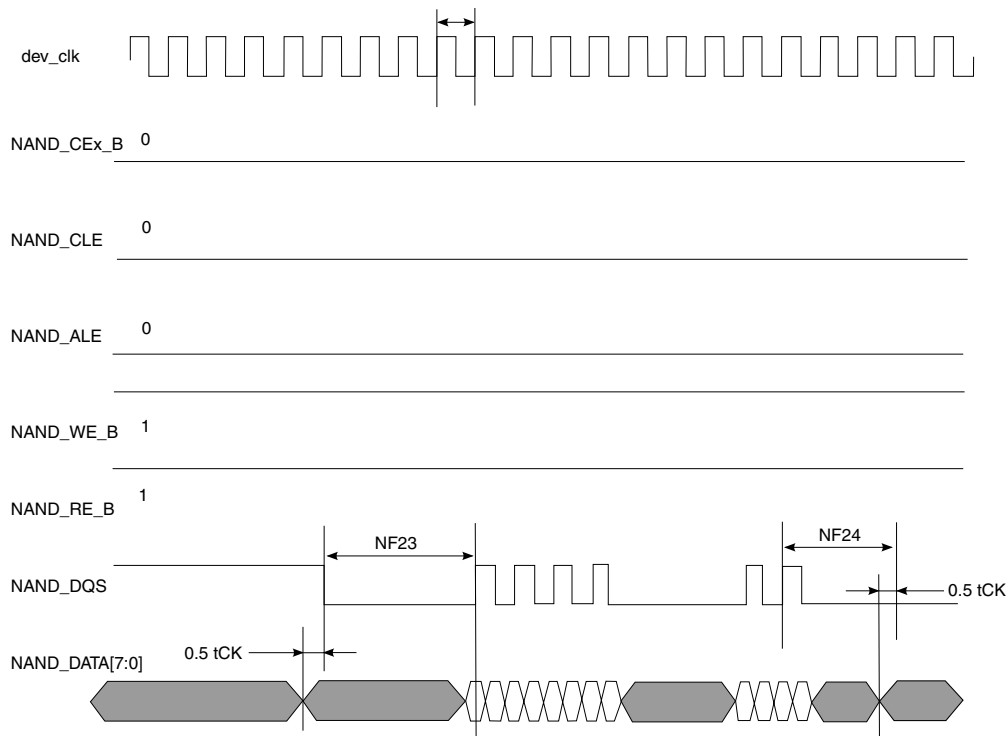 dev_clk
NAND_CEx_B 0
NAND_CLE 0
NAND_ALE 0
NAND_WE_B 1
NAND_RE_B 1
NF23 NF24
NAND_DQS 0.5 tCK
NAND_DATA[7:0] 0.5 tCK